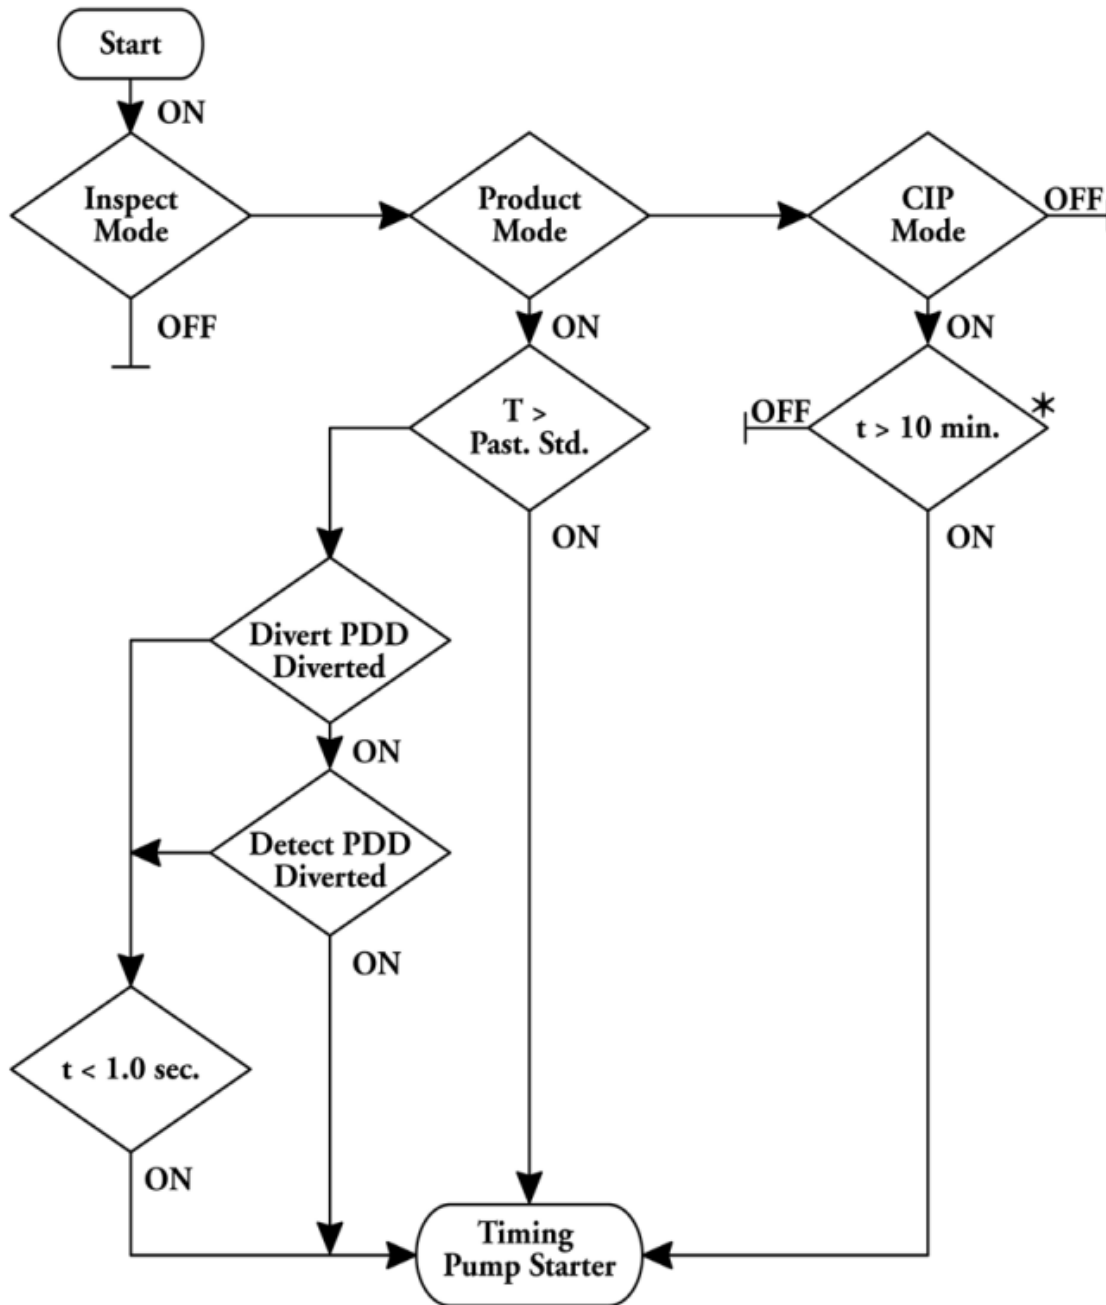 Start
ON
Inspect
Mode
OFF
Product
Mode
ON
CIP
Mode
OFF
ON
T >
Past. Std.
ON
OFF
t > 10 min.
*
ON
Divert PDD
Diverted
ON
Detect PDD
Diverted
ON
t < 1.0 sec.
ON
Timing
Pump Starter